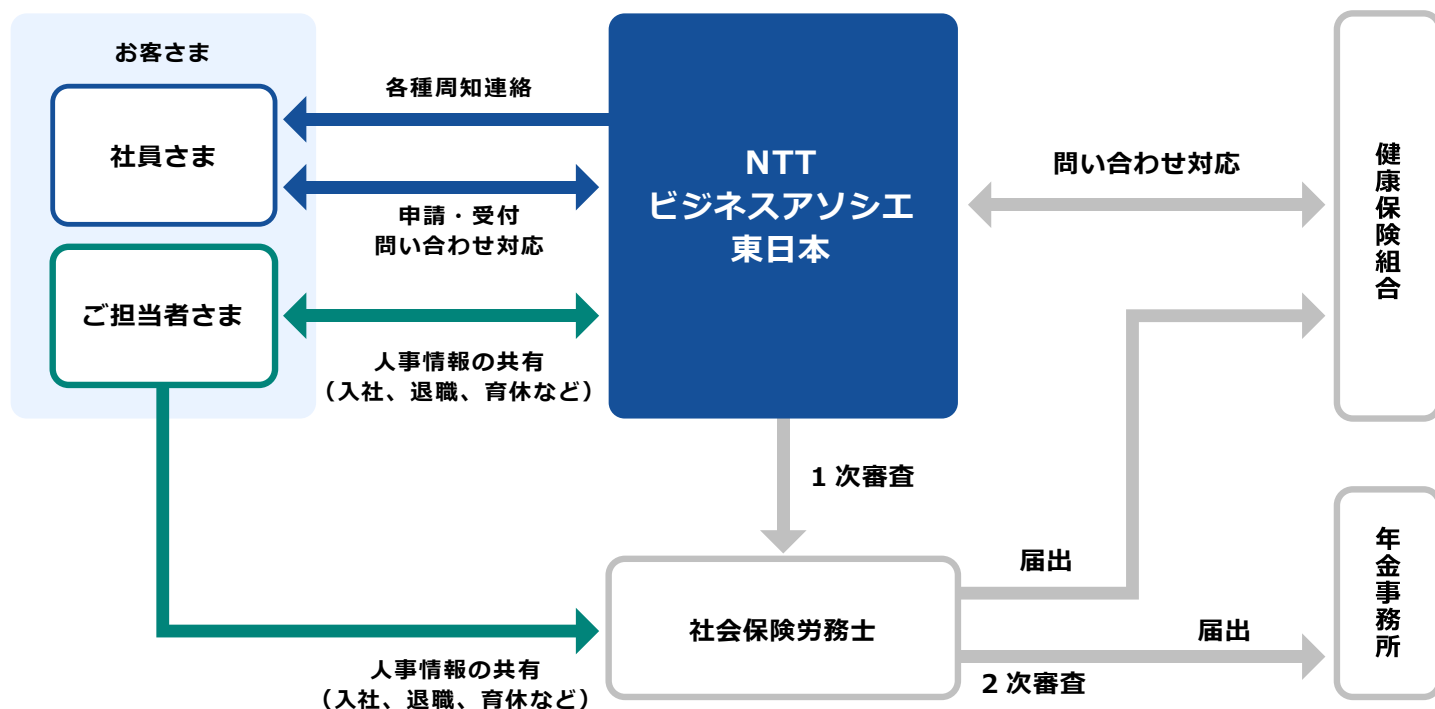 お客さま
社員さま
ご担当者さま
各種周知連絡
申請・受付
問い合わせ対応
人事情報の共有
（入社、退職、育休など）
NTT
ビジネスアソシエ
東日本
問い合わせ対応
健康保険組合
1次審査
社会保険労務士
届出
届出
2次審査
年金事務所
人事情報の共有
（入社、退職、育休など）